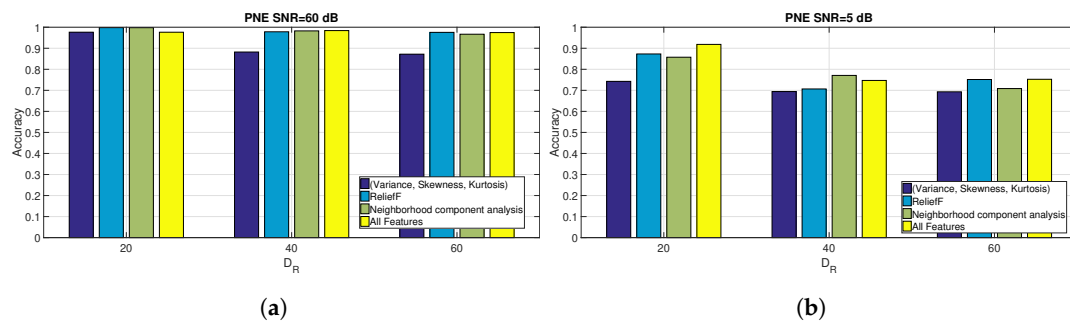 PNE SNR=60 dB
Accuracy
1
0.9
0.8
0.7
0.6
0.5
0.4
0.3
0.2
0.1
0
(Variance, Skewness, Kurtosis)
ReliefF
Neighborhood component analysis
All Features
20 40 60
D_R
(a)
PNE SNR=5 dB
Accuracy
1
0.9
0.8
0.7
0.6
0.5
0.4
0.3
0.2
0.1
0
(Variance, Skewness, Kurtosis)
ReliefF
Neighborhood component analysis
All Features
20 40 60
D_R
(b)